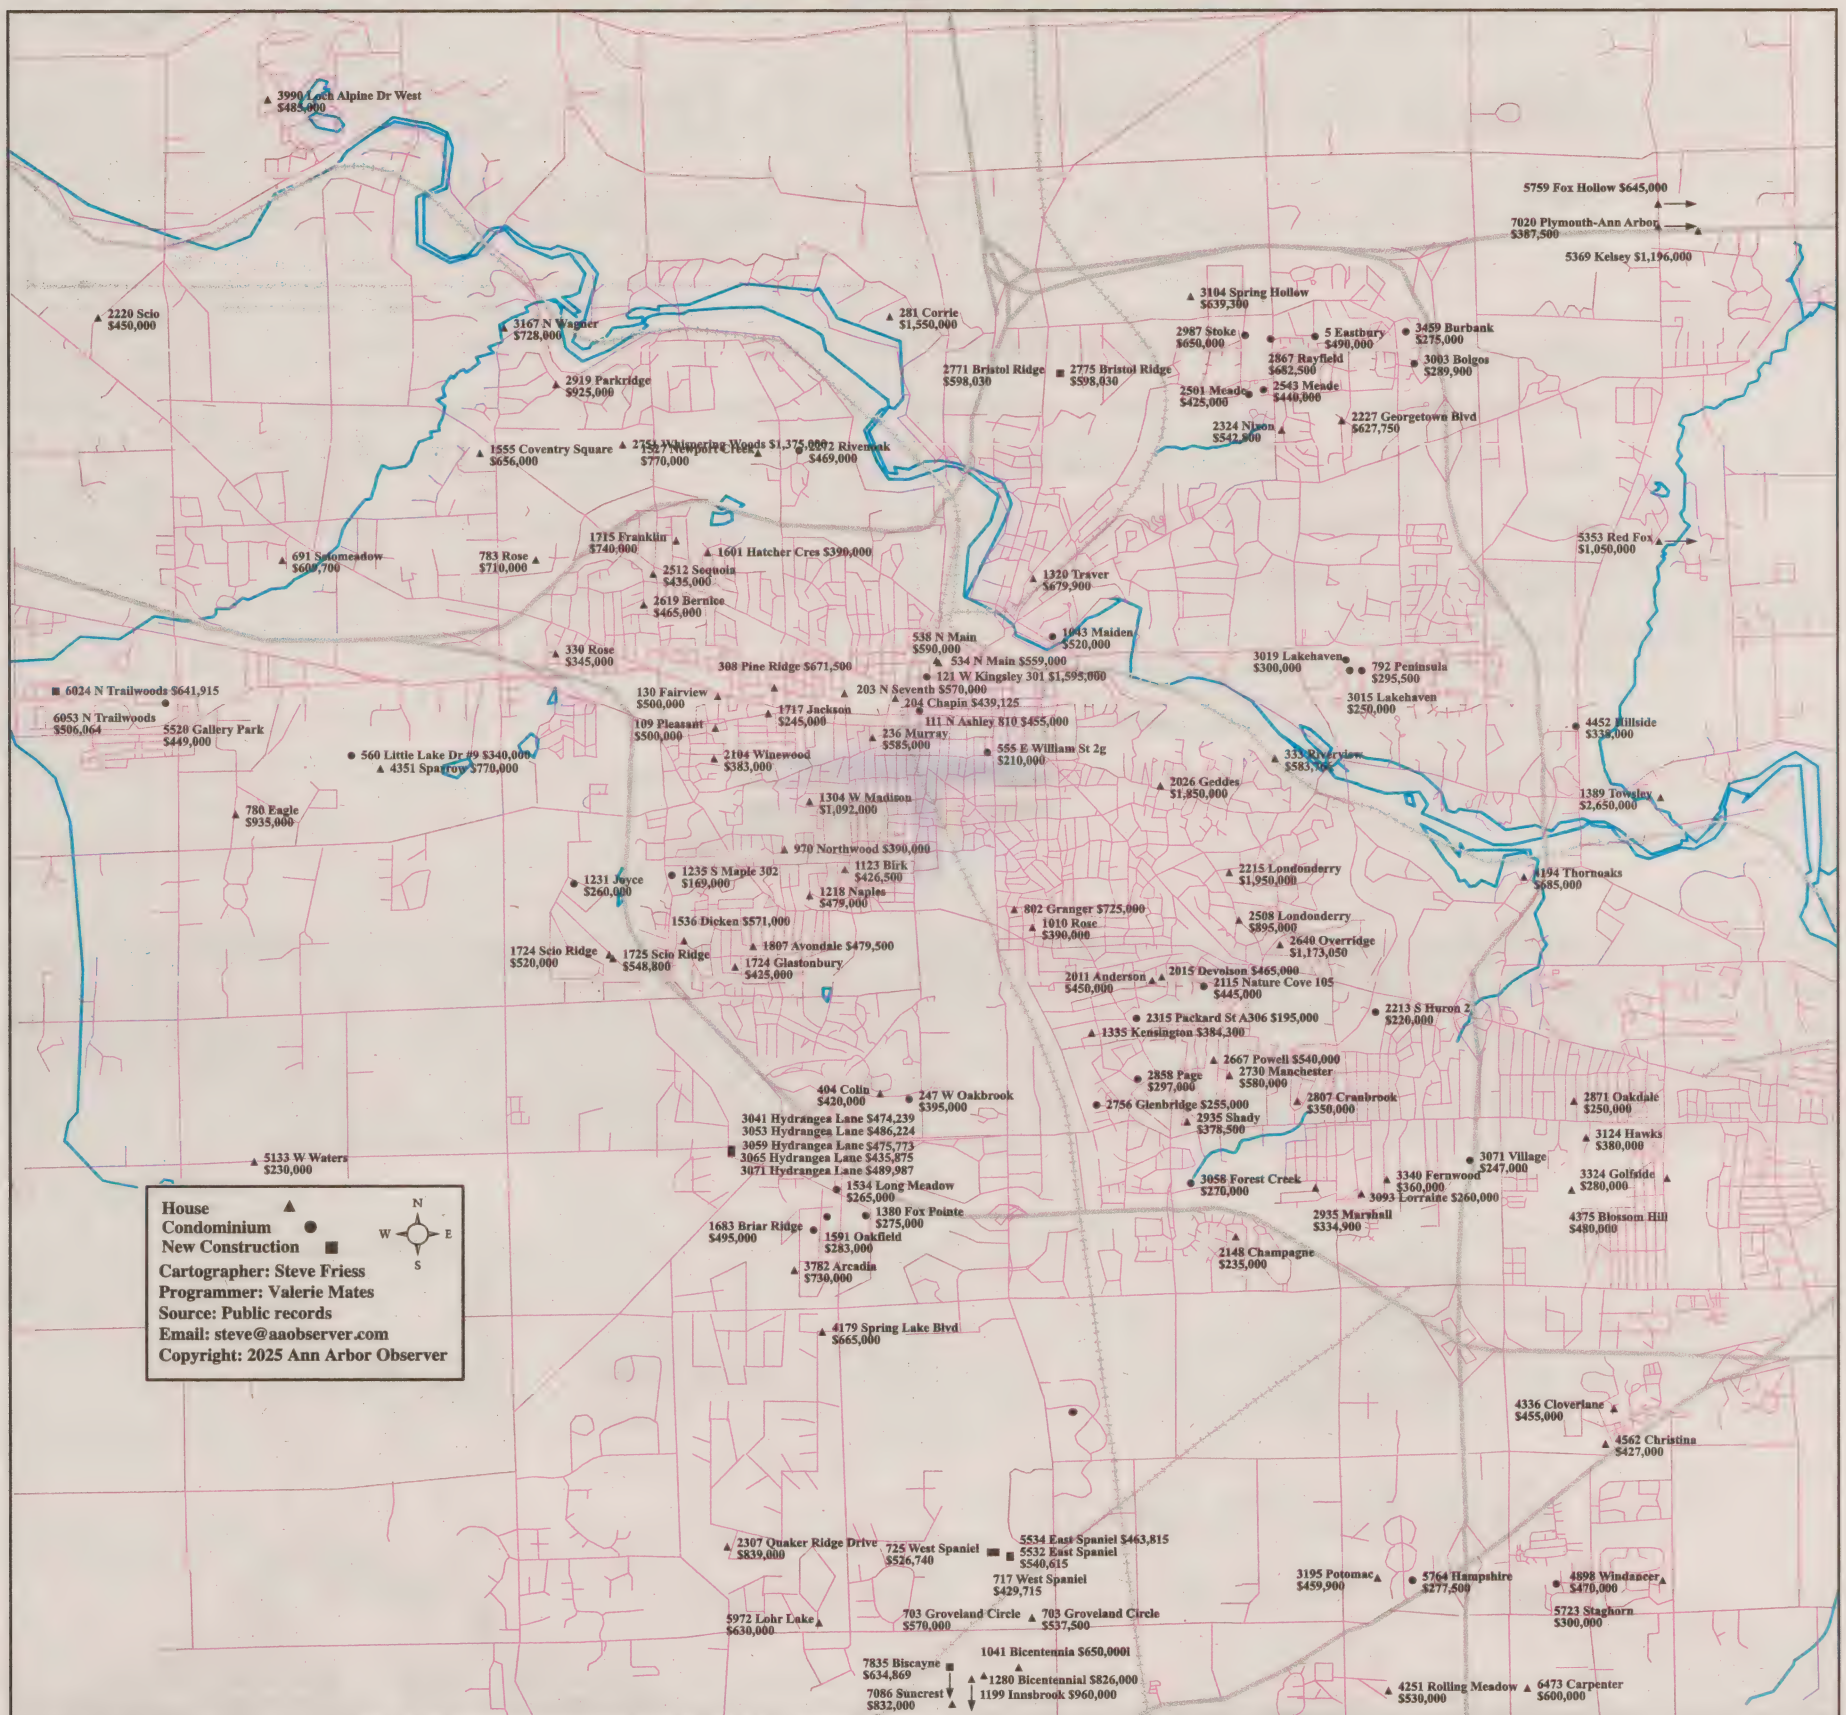 3990 Loch Alpine Dr West
$485,000
5759 Fox Hollow $645,000
7020 Plymouth-Ann Arbor
$387,500
5369 Kelsey $1,196,000
2220 Scio
$450,000
3167 N Wagner
$728,000
281 Corrie
$1,550,000
3104 Spring Hollow
$639,300
2987 Stoke
$650,000
5 Eastbury
$490,000
3459 Burbank
$275,000
2867 Rayfield
$682,500
3003 Bolgos
$289,900
2919 Parkridge
$925,000
2771 Bristol Ridge
$598,030
2775 Bristol Ridge
$598,030
2501 Meade
$425,000
2543 Meade
$440,000
2324 Nixon
$542,800
2227 Georgetown Blvd
$627,750
1555 Coventry Square
$656,000
2751 Whispering Woods $1,375,000
1527 Newport Creek
$770,000
2272 Rivenoak
$469,000
691 Sotomeadow
783 Rose
$710,000
1715 Franklin
$740,000
1601 Hatcher Cres $390,000
2512 Sequoia
$435,000
2619 Bernice
$465,000
5353 Red Fox
$1,050,000
1320 Traver
$679,900
1043 Maiden
$520,000
330 Rose
$345,000
308 Pine Ridge $671,500
538 N Main
$590,000
534 N Main $559,000
121 W Kingsley 301 $1,595,000
3019 Lakehaven
$300,000
792 Peninsula
$295,500
3015 Lakehaven
$250,000
6024 N Trailwoods $641,915
6053 N Trailwoods
$506,064
5520 Gallery Park
$449,000
130 Fairview
$500,000
203 N Seventh $570,000
204 Chapin $439,125
1717 Jackson
$245,000
111 N Ashley 810 $455,000
109 Pleasant
$500,000
236 Murray
$585,000
4452 Hillside
$338,000
560 Little Lake Dr #9 $340,000
4351 Sparrow $770,000
2104 Winewood
$383,000
555 E William St 2g
$210,000
333 Riverview
2026 Geddes
$1,850,000
1389 Towsley
$2,650,000
780 Eagle
$935,000
1304 W Madison
$1,092,000
970 Northwood $390,000
1231 Joyce
$260,000
1235 S Maple 302
$169,000
1123 Birk
$426,500
1218 Naples
$479,000
2215 Londonderry
$1,950,000
4194 Thornoaks
$685,000
1536 Dicken $571,000
802 Granger $725,000
1010 Rose
$390,000
2508 Londonderry
$895,000
2640 Overridge
$1,173,050
1724 Scio Ridge
$520,000
1725 Scio Ridge
$548,800
1807 Avondale $479,500
1724 Glastonbury
$425,000
2011 Anderson
$450,000
2015 Devolson $465,000
2115 Nature Cove 105
$445,000
2315 Packard St A306 $195,000
1335 Kensington $384,300
2213 S Huron 2
$220,000
2667 Powell $540,000
2730 Manchester
$580,000
2858 Page
$297,000
404 Colin
$420,000
247 W Oakbrook
$395,000
2756 Glenbridge $255,000
2807 Cranbrook
$350,000
2871 Oakdale
$250,000
2935 Shady
$378,500
3041 Hydrangea Lane $474,239
3053 Hydrangea Lane $486,224
3059 Hydrangea Lane $475,773
3065 Hydrangea Lane $435,875
3071 Hydrangea Lane $489,987
3124 Hawks
$380,000
5133 W Waters
$230,000
3071 Village
$247,000
1534 Long Meadow
$265,000
3058 Forest Creek
$270,000
3340 Fernwood
$360,000
3093 Lorraine $260,000
3324 Golfside
$280,000
1380 Fox Pointe
$275,000
2935 Marshall
$334,900
4375 Blossom Hill
$480,000
1683 Briar Ridge
$495,000
1591 Oakfield
$283,000
2148 Champagne
$235,000
3782 Arcadia
$730,000
House
Condominium
New Construction
N
W E
S
Cartographer: Steve Friess
Programmer: Valerie Mates
Source: Public records
Email: steve@aaobserver.com
Copyright: 2025 Ann Arbor Observer
4179 Spring Lake Blvd
$665,000
4336 Cloverlane
$455,000
4562 Christina
$427,000
2307 Quaker Ridge Drive
$839,000
725 West Spaniel
$526,740
5534 East Spaniel $463,815
5532 East Spaniel
$540,615
717 West Spaniel
$429,715
3195 Potomac
$459,900
5764 Hampshire
$277,500
4898 Windancer
$470,000
5723 Staghorn
$300,000
5972 Lohr Lake
$630,000
703 Groveland Circle
$570,000
703 Groveland Circle
$537,500
1041 Bicentennia $650,000l
7835 Biscayne
$634,869
1280 Bicentennial $826,000
7086 Suncrest
$832,000
1199 Innsbrook $960,000
4251 Rolling Meadow
$530,000
6473 Carpenter
$600,000